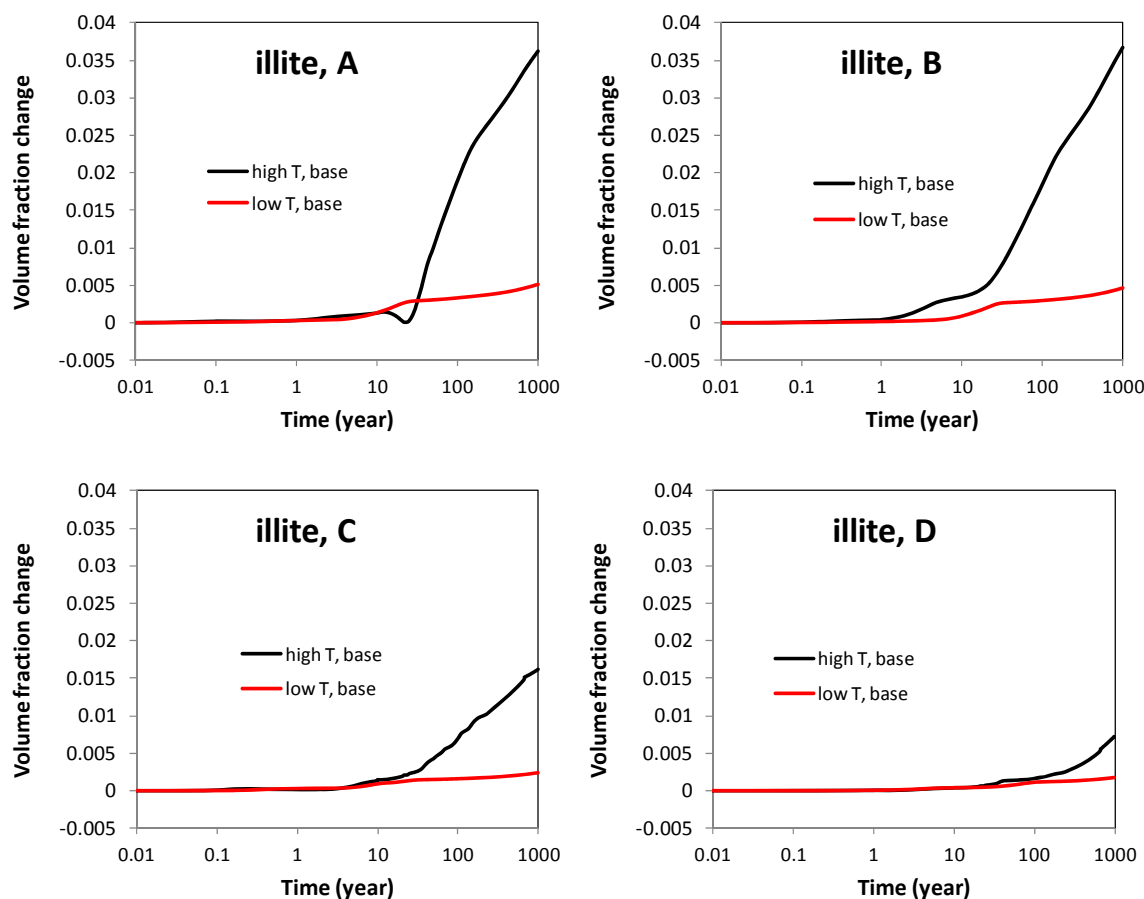 illite, A
Volume fraction change
0.04
0.035
0.03
0.025
0.02
0.015
0.01
0.005
0
-0.005
high T, base
low T, base
0.01 0.1 1 10 100 1000
Time (year)
illite, B
Volume fraction change
0.04
0.035
0.03
0.025
0.02
0.015
0.01
0.005
0
-0.005
high T, base
low T, base
0.01 0.1 1 10 100 1000
Time (year)
illite, C
Volume fraction change
0.04
0.035
0.03
0.025
0.02
0.015
0.01
0.005
0
-0.005
high T, base
low T, base
0.01 0.1 1 10 100 1000
Time (year)
illite, D
Volume fraction change
0.04
0.035
0.03
0.025
0.02
0.015
0.01
0.005
0
-0.005
high T, base
low T, base
0.01 0.1 1 10 100 1000
Time (year)